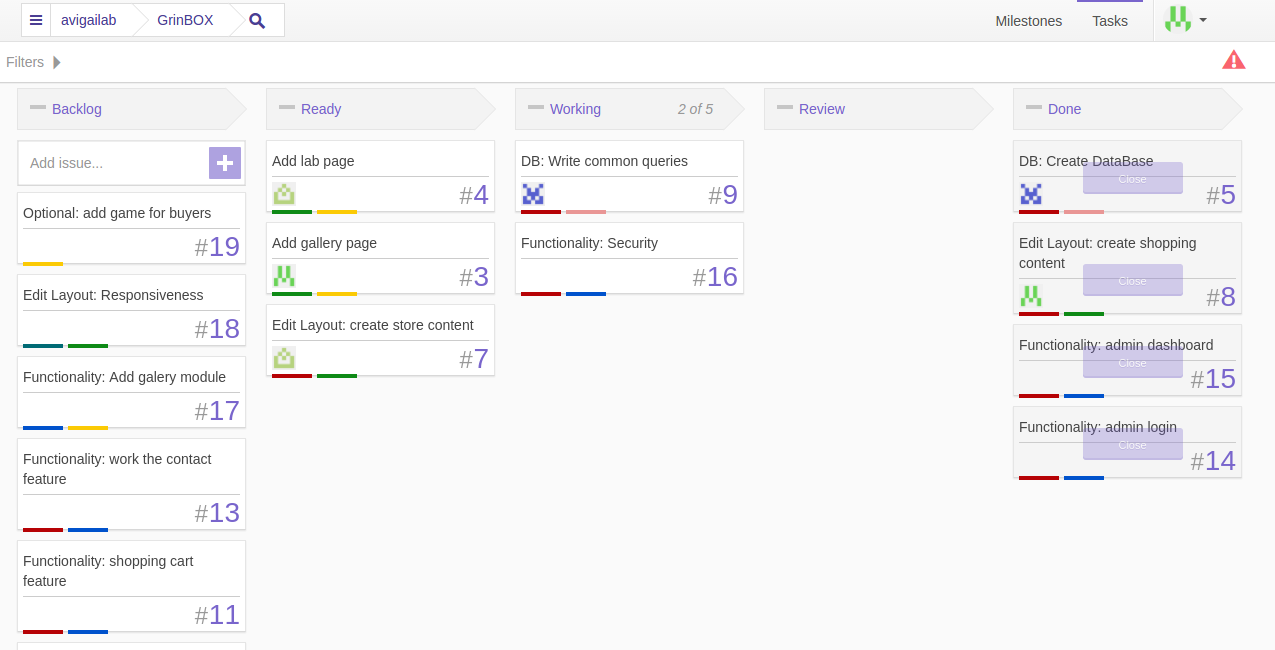 avigailab
GrinBOX
Milestones
Tasks
Filters
Backlog
Add issue...
Optional: add game for buyers
#19
Edit Layout: Responsiveness
#18
Functionality: Add galery module
#17
Functionality: work the contact
feature
#13
Functionality: shopping cart
feature
#11
Ready
Add lab page
#4
Add gallery page
#3
Edit Layout: create store content
#7
Working
2 of 5
DB: Write common queries
#9
Functionality: Security
#16
Review
Done
DB: Create DataBase
Close
#5
Edit Layout: create shopping
content
Close
#8
Functionality: admin dashboard
Close
#15
Functionality: admin login
Close
#14